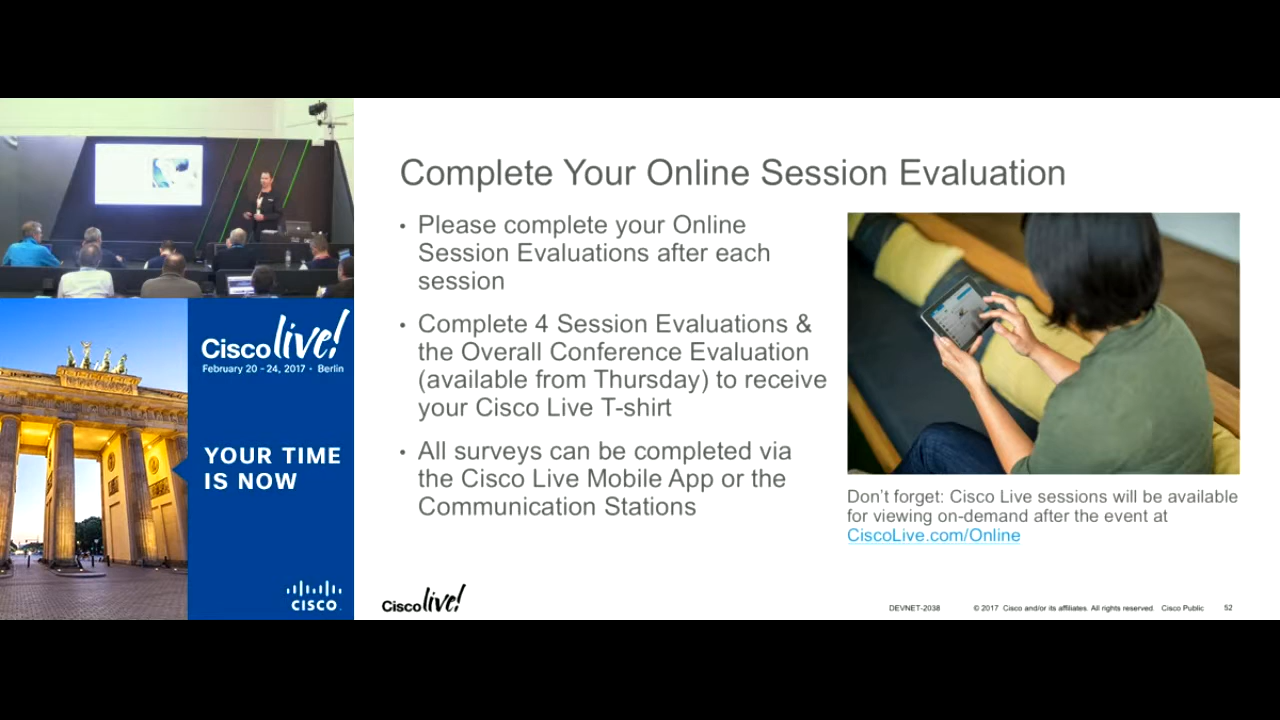 Complete Your Online Session Evaluation
• Please complete your Online
Session Evaluations after each
session
• Complete 4 Session Evaluations &
the Overall Conference Evaluation
(available from Thursday) to receive
your Cisco Live T-shirt
• All surveys can be completed via
the Cisco Live Mobile App or the
Communication Stations
Don't forget: Cisco Live sessions will be available
for viewing on-demand after the event at
CiscoLive.com/Online
Cisco live!
February 20 - 24, 2017 • Berlin
YOUR TIME
IS NOW
CISCO
Cisco live!
DEVNET-2038 © 2017 Cisco and/or its affiliates. All rights reserved. Cisco Public 52